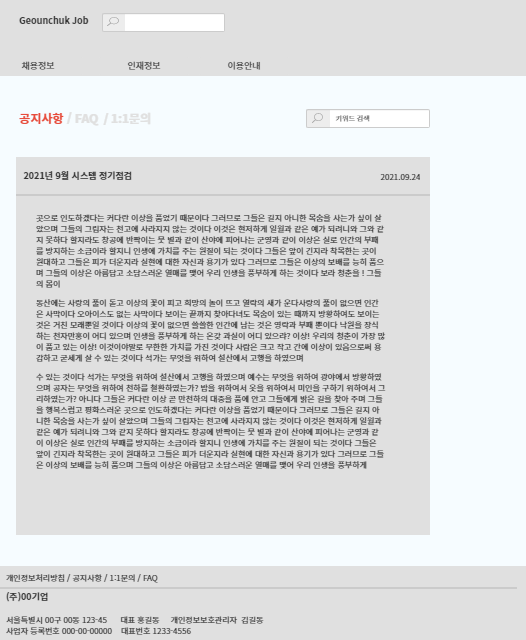 Geounchuk Job
채용정보 인재정보 이용안내
공지사항 / FAQ / 1:1문의
키워드 검색
2021년 9월 시스템 정기점검 2021.09.24
곳으로 인도하겠다는 커다란 이상을 품었기 때문이다 그러므로 그들은 길지 아니한 목숨을 사는가 싶이 살
았으며 그들의 그림자는 천고에 사라지지 않는 것이다 이것은 현저하게 일월과 같은 예가 되려니와 그와 같
지 못하다 할지라도 창공에 반짝이는 뭇 별과 같이 산야에 피어나는 군영과 같이 이상은 실로 인간의 부패
를 방지하는 소금이라 할지니 인생에 가치를 주는 원질이 되는 것이다 그들은 앞이 긴지라 착목한는 곳이
원대하고 그들은 피가 더운지라 실현에 대한 자신과 용기가 있다 그러므로 그들은 이상의 보배를 능히 품으
며 그들의 이상은 아름답고 소담스러운 열매를 맺어 우리 인생을 풍부하게 하는 것이다 보라 청춘을 ! 그들
의 몸이
동산에는 사랑의 풀이 돋고 이상의 꽃이 피고 희망의 놀이 뜨고 열락의 새가 운다사랑의 풀이 없으면 인간
은 사막이다 오아이스도 없는 사막이다 보이는 끝까지 찾아다녀도 목숨이 있는 때까지 방황하여도 보이는
것은 거친 모래뿐일 것이다 이상의 꽃이 없으면 쓸쓸한 인간에 남는 것은 영락과 부패 뿐이다 낙원을 장식
하는 천자만홍이 어디 있으며 인생을 풍부하게 하는 온갖 과실이 어디 있으랴? 이상! 우리의 청춘이 가장 많
이 품고 있는 이상! 이것이야말로 무한한 가치를 가진 것이다 사람은 크고 작고 간에 이상이 있음으로써 용
감하고 굳세게 살 수 있는 것이다 석가는 무엇을 위하여 설산에서 고행을 하였으며
수 있는 것이다 석가는 무엇을 위하여 설산에서 고행을 하였으며 예수는 무엇을 위하여 광야에서 방황하였
으며 공자는 무엇을 위하여 천하를 철환하였는가? 밥을 위하여서 옷을 위하여서 미인을 구하기 위하여서 그
리하였는가? 아니다 그들은 커다란 이상 곧 만천하의 대중을 품에 안고 그들에게 밝은 길을 찾아 주며 그들
을 행복스럽고 평화스러운 곳으로 인도하겠다는 커다란 이상을 품었기 때문이다 그러므로 그들은 길지 아
니한 목숨을 사는가 싶이 살았으며 그들의 그림자는 천고에 사라지지 않는 것이다 이것은 현저하게 일월과
같은 예가 되려니와 그와 같지 못하다 할지라도 창공에 반짝이는 뭇 별과 같이 산야에 피어나는 군영과 같
이 이상은 실로 인간의 부패를 방지하는 소금이라 할지니 인생에 가치를 주는 원질이 되는 것이다 그들은
앞이 긴지라 착목한는 곳이 원대하고 그들은 피가 더운지라 실현에 대한 자신과 용기가 있다 그러므로 그들
은 이상의 보배를 능히 품으며 그들의 이상은 아름답고 소담스러운 열매를 맺어 우리 인생을 풍부하게
개인정보처리방침 / 공지사항 / 1:1문의 / FAQ
(주)00기업
서울특별시 00구 00동 123-45 대표 홍길동 개인정보보호관리자 김길동
사업자 등록번호 000-00-00000 대표번호 1233-4556